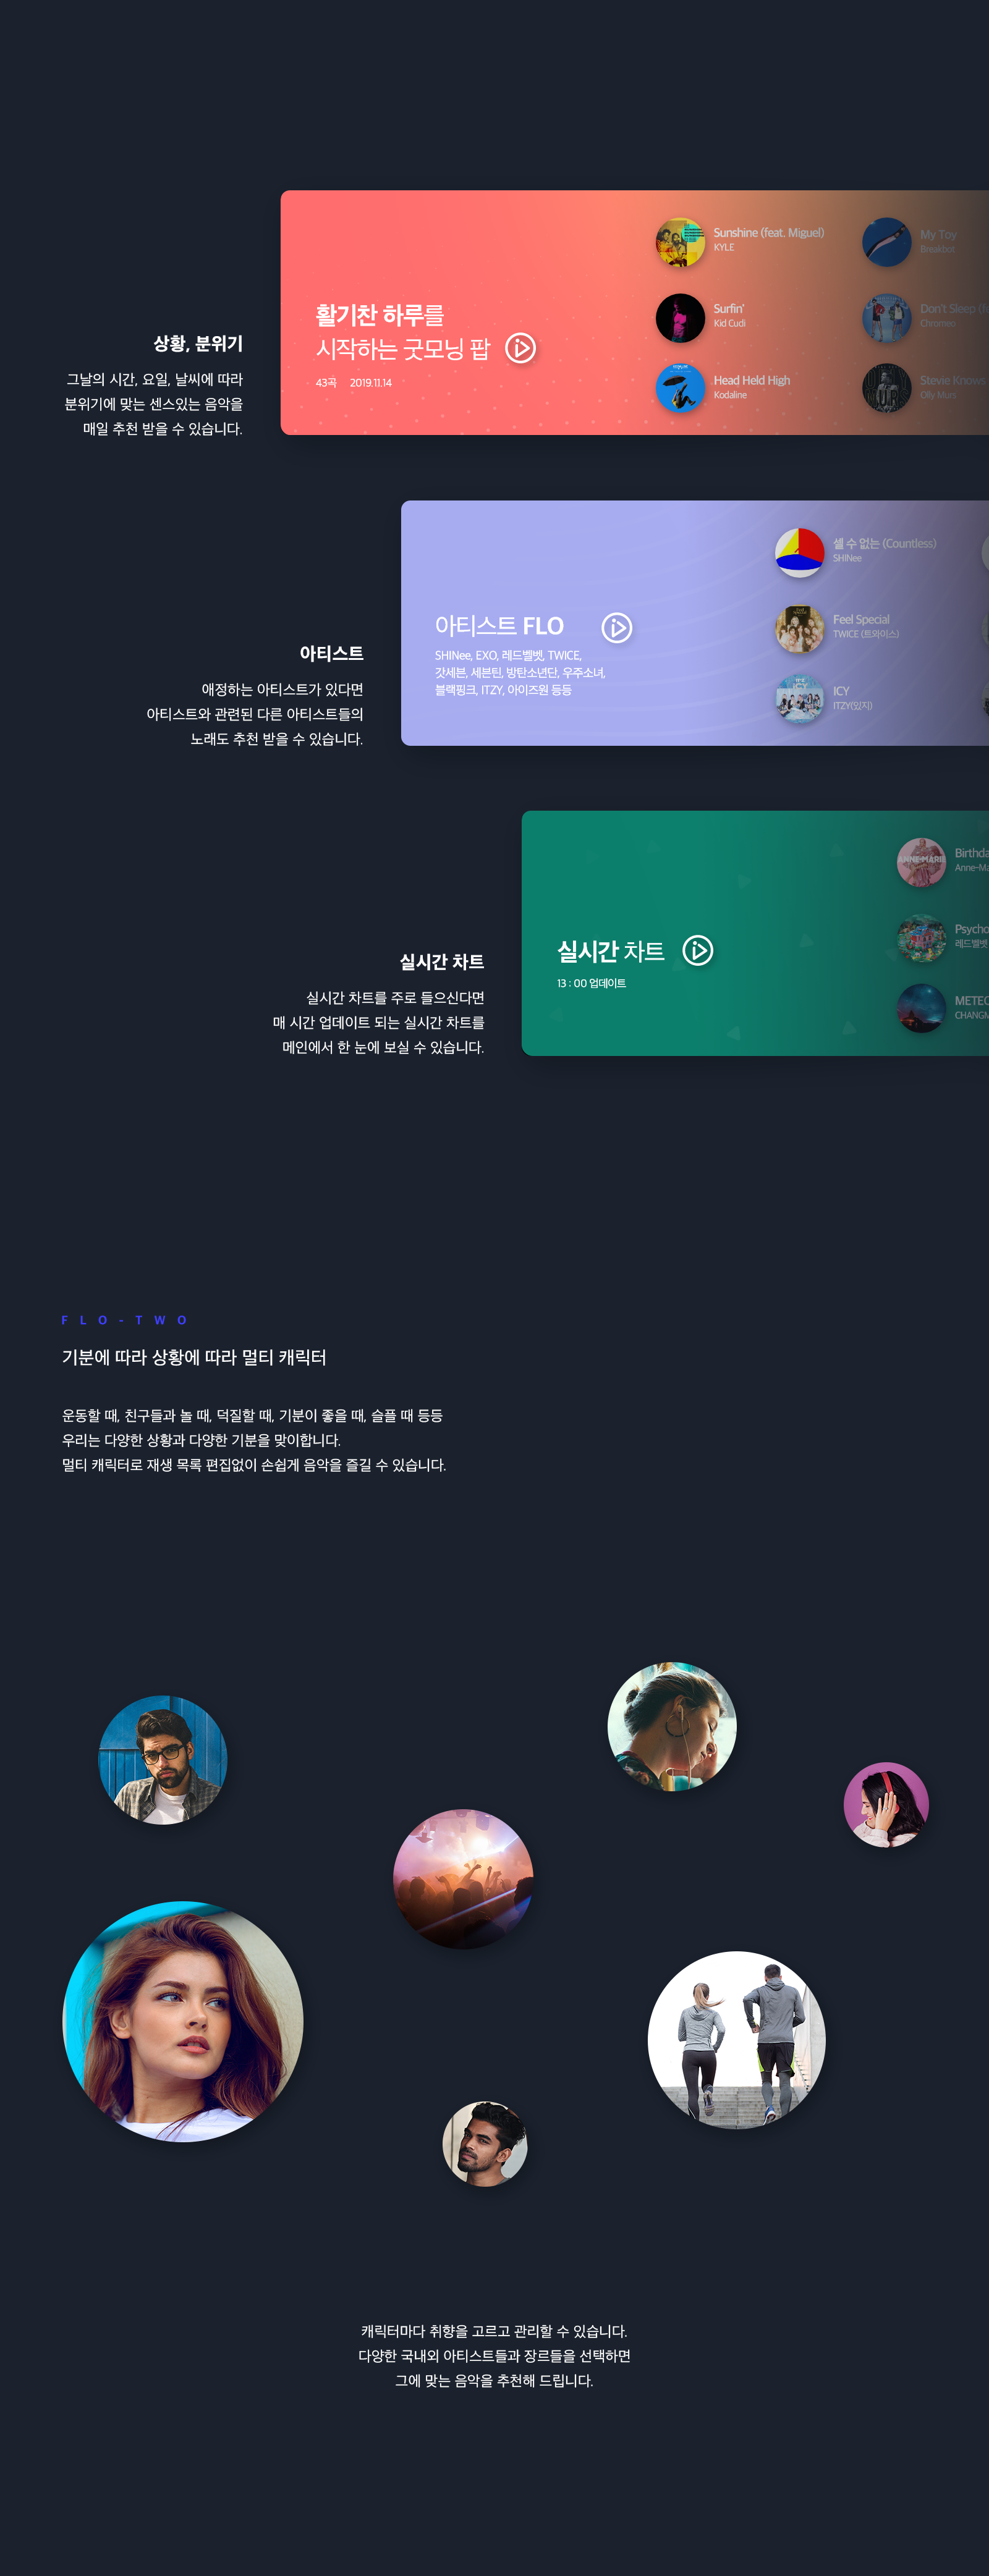 상황, 분위기
그날의 시간, 요일, 날씨에 따라
분위기에 맞는 센스있는 음악을
매일 추천 받을 수 있습니다.
활기찬 하루를
시작하는 굿모닝 팝
43곡 2019.11.14
Sunshine (feat. Miguel)
KYLE
Surfin'
Kid Cudi
Head Held High
Kodaline
My Toy
Breakbot
Don't Sleep
Chromeo
Stevie Knows
Olly Murs
아티스트
애정하는 아티스트가 있다면
아티스트와 관련된 다른 아티스트들의
노래도 추천 받을 수 있습니다.
아티스트 FLO
SHINee, EXO, 레드벨벳, TWICE,
갓세븐, 세븐틴, 방탄소년단, 우주소녀,
블랙핑크, ITZY, 아이즈원 등등
셀 수 없는 (Countless)
SHINee
Feel Special
TWICE (트와이스)
ICY
ITZY(있지)
실시간 차트
실시간 차트를 주로 들으신다면
매 시간 업데이트 되는 실시간 차트를
메인에서 한 눈에 보실 수 있습니다.
실시간 차트
13 : 00 업데이트
ANNE-MARIE
Birthda
Anne-Ma
Psycho
레드벨벳
METEO
CHANGM
FLO-TWO
기분에 따라 상황에 따라 멀티 캐릭터
운동할 때, 친구들과 놀 때, 덕질할 때, 기분이 좋을 때, 슬플 때 등등
우리는 다양한 상황과 다양한 기분을 맞이합니다.
멀티 캐릭터로 재생 목록 편집없이 손쉽게 음악을 즐길 수 있습니다.
캐릭터마다 취향을 고르고 관리할 수 있습니다.
다양한 국내외 아티스트들과 장르들을 선택하면
그에 맞는 음악을 추천해 드립니다.